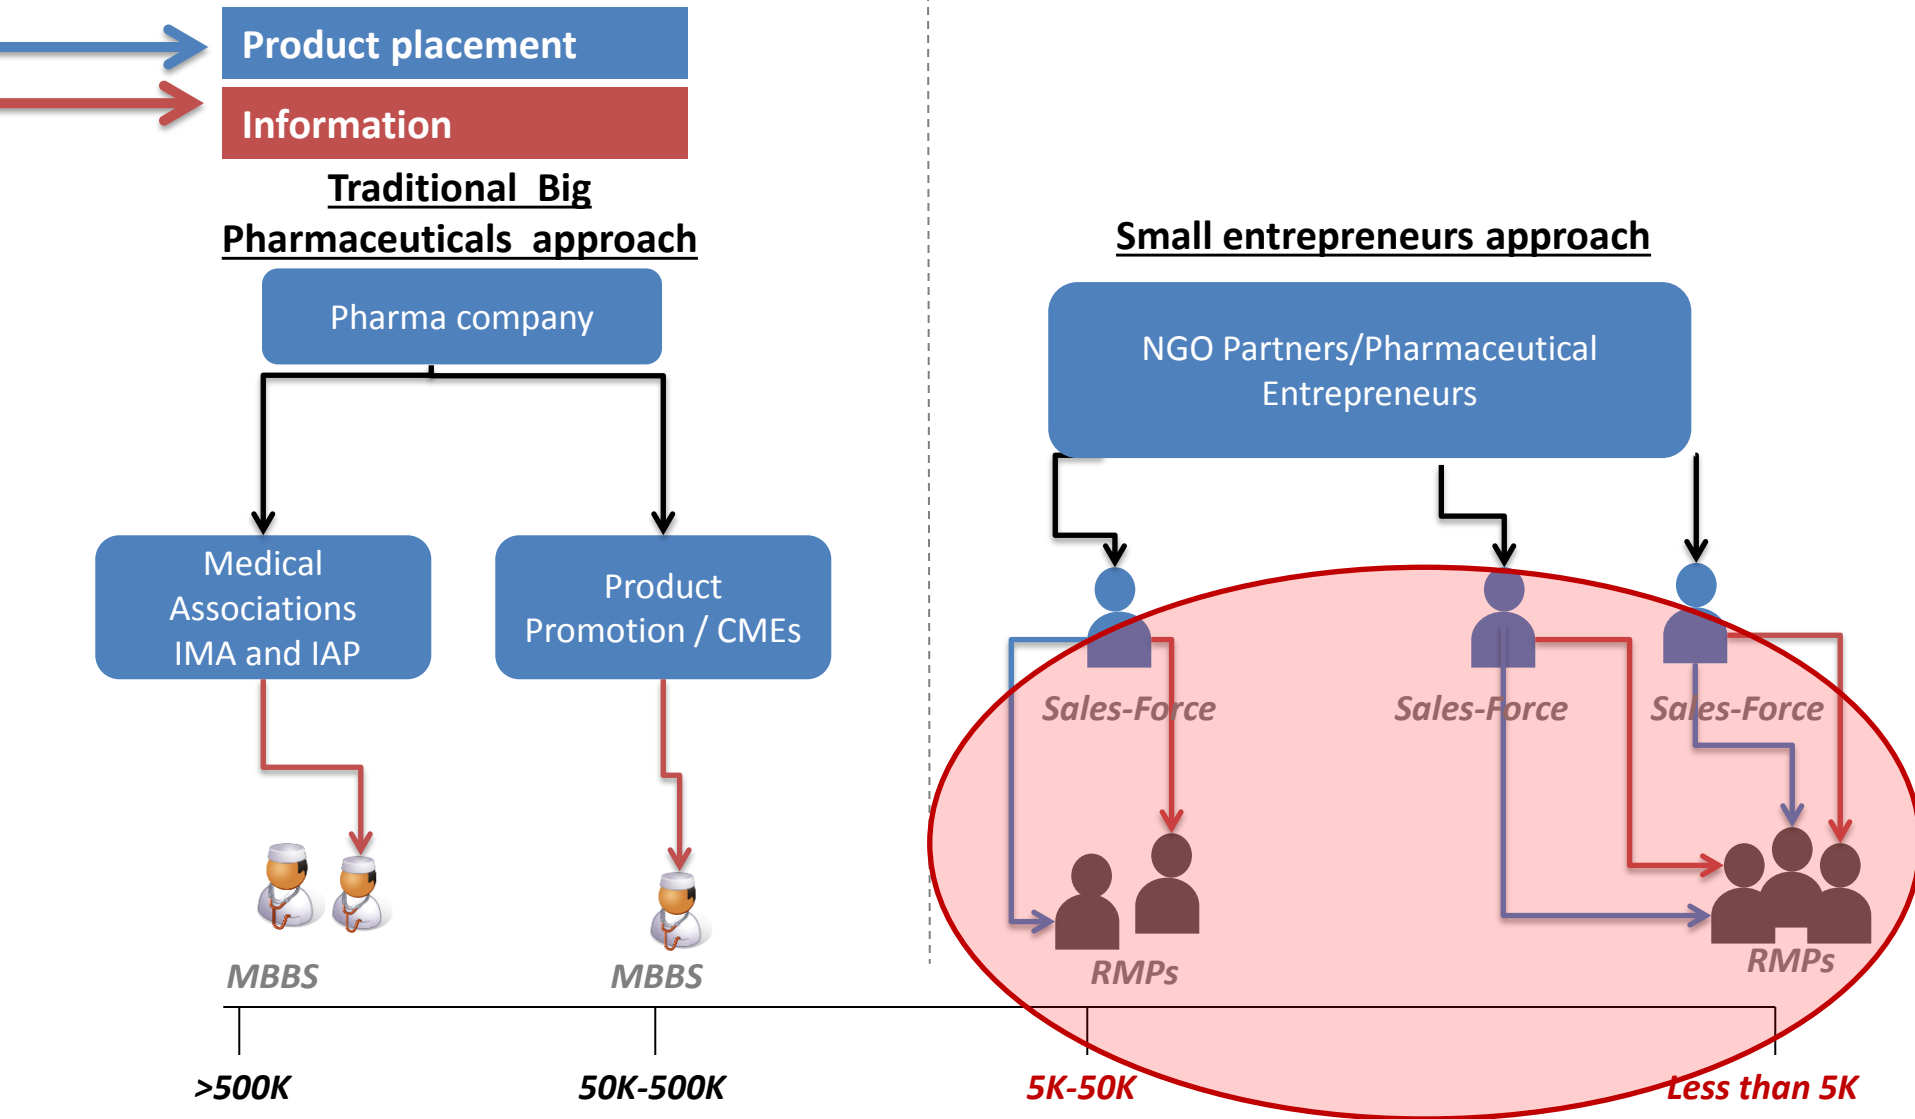 Product placement
Information
Traditional Big
Pharmaceuticals approach
Small entrepreneurs approach
Pharma company
NGO Partners/Pharmaceutical
Entrepreneurs
Medical
Associations
IMA and IAP
Product
Promotion / CMEs
Sales-Force
Sales-Force
Sales-Force
MBBS
MBBS
RMPs
RMPs
>500K
50K-500K
5K-50K
Less than 5K